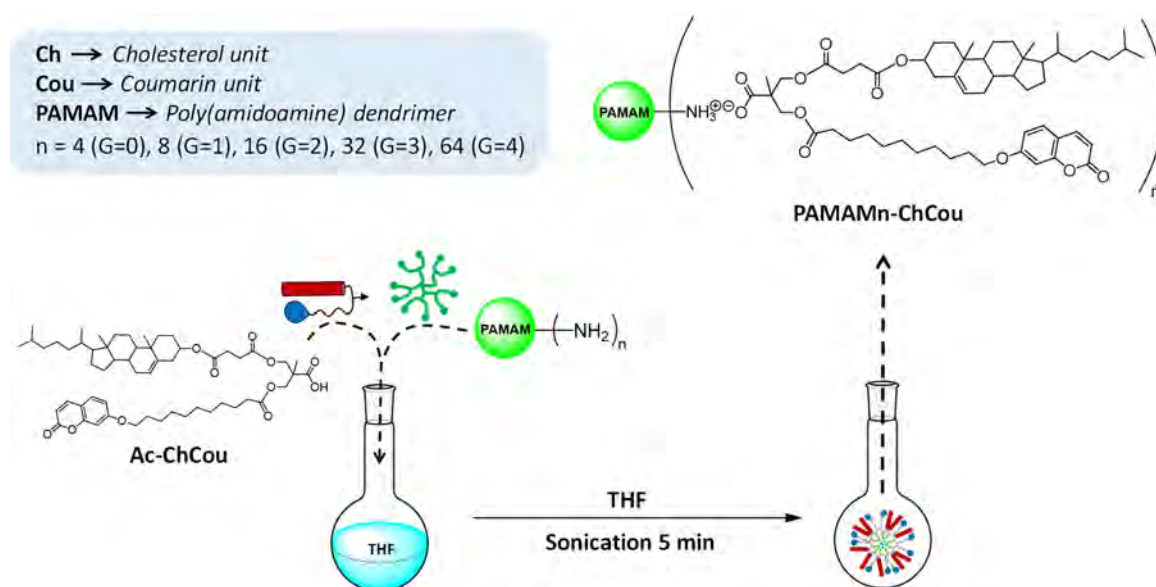 Ch → Cholesterol unit
Cou → Coumarin unit
PAMAM → Poly(amidoamine) dendrimer
n = 4 (G=0), 8 (G=1), 16 (G=2), 32 (G=3), 64 (G=4)
PAMAM
NH3
⊕⊖
O
O
O
O
O
O
O
O
O
O
O
O
n
PAMAMn-ChCou
PAMAM
(NH2)n
O
O
O
O
O
O
OH
O
O
O
O
O
Ac-ChCou
THF
THF
Sonication 5 min